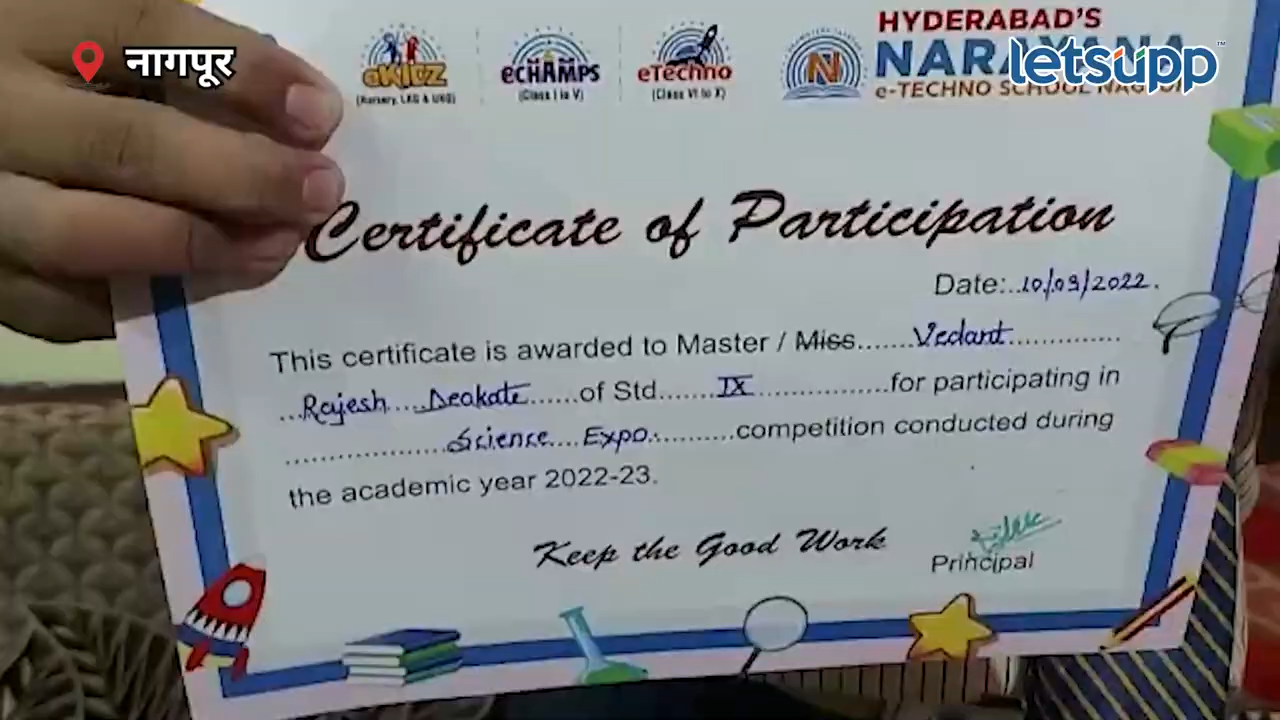 नागपूर
letsupp
eKIDZ
(Nursery, LKG & UKG)
eCHAMPS
(Class I to V)
eTechno
(Class VI to X)
N
HYDERABAD'S
NARAYANA
e-TECHNO SCHOOL NAGPUR
Certificate of Participation
Date:..10/09/2022.
This certificate is awarded to Master / Miss.......Vedant................
...Rajesh....Deokate......of Std......IX................for participating in
....................Science....Expo...........competition conducted during
the academic year 2022-23.
Keep the Good Work
Principal